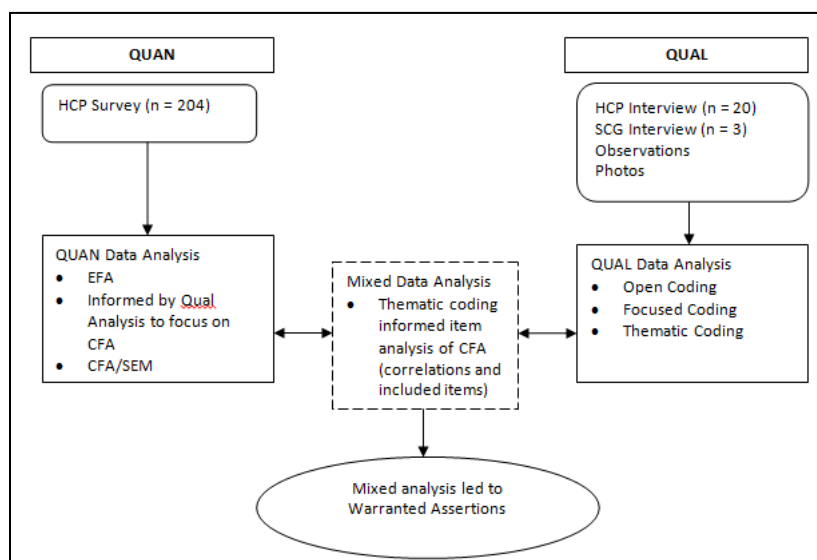 QUAN
QUAL
HCP Survey (n = 204)
HCP Interview (n = 20)
SCG Interview (n = 3)
Observations
Photos
QUAN Data Analysis
• EFA
• Informed by Qual
Analysis to focus on
CFA
• CFA/SEM
Mixed Data Analysis
• Thematic coding
informed item
analysis of CFA
(correlations and
included items)
QUAL Data Analysis
• Open Coding
• Focused Coding
• Thematic Coding
Mixed analysis led to
Warranted Assertions